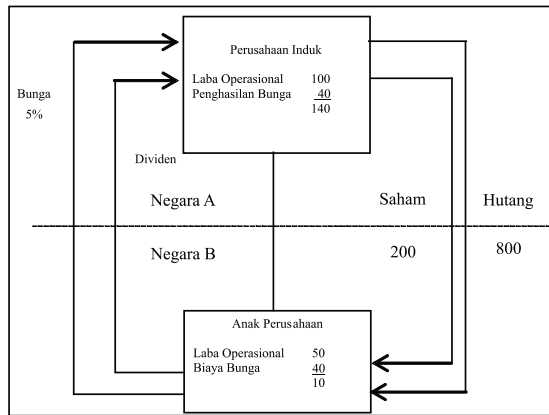 Perusahaan Induk
Laba Operasional 100
Penghasilan Bunga 40
140
Bunga
5%
Dividen
Negara A
Saham
Hutang
Negara B
200
800
Anak Perusahaan
Laba Operasional 50
Biaya Bunga 40
10